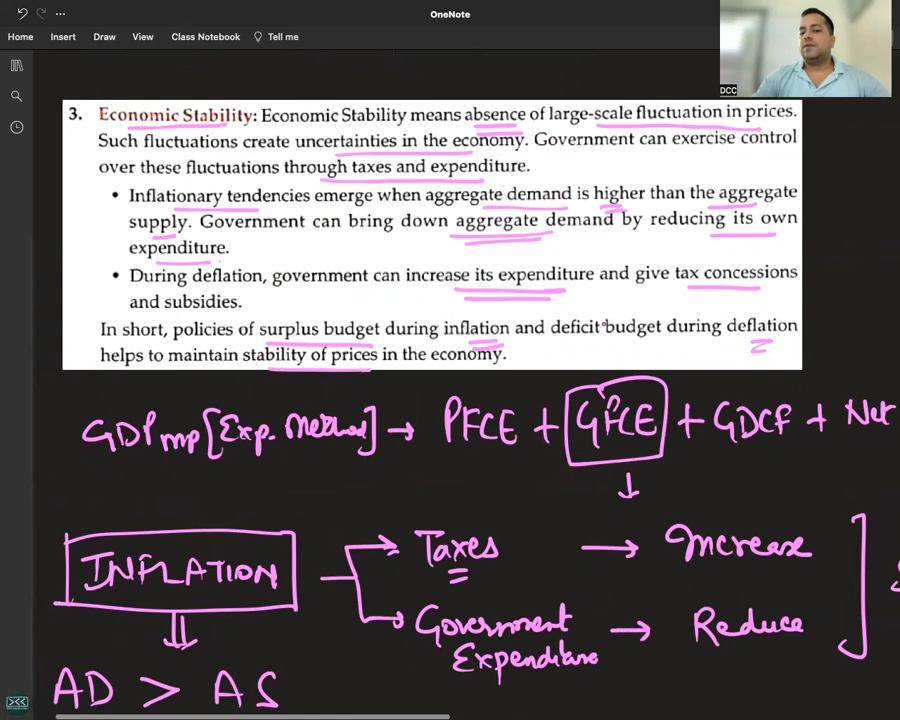 OneNote
Home Insert Draw View Class Notebook Tell me
DCC
3. Economic Stability: Economic Stability means absence of large-scale fluctuation in prices.
Such fluctuations create uncertainties in the economy. Government can exercise control
over these fluctuations through taxes and expenditure.
• Inflationary tendencies emerge when aggregate demand is higher than the aggregate
supply. Government can bring down aggregate demand by reducing its own
expenditure.
• During deflation, government can increase its expenditure and give tax concessions
and subsidies.
In short, policies of surplus budget during inflation and deficit budget during deflation
helps to maintain stability of prices in the economy.
GDPmp [Exp. Method] → PFCE + GFCE + GDCF + Net
↓
INFLATION → Taxes → Increase
→ Government → Reduce
Expenditure
AD > AS